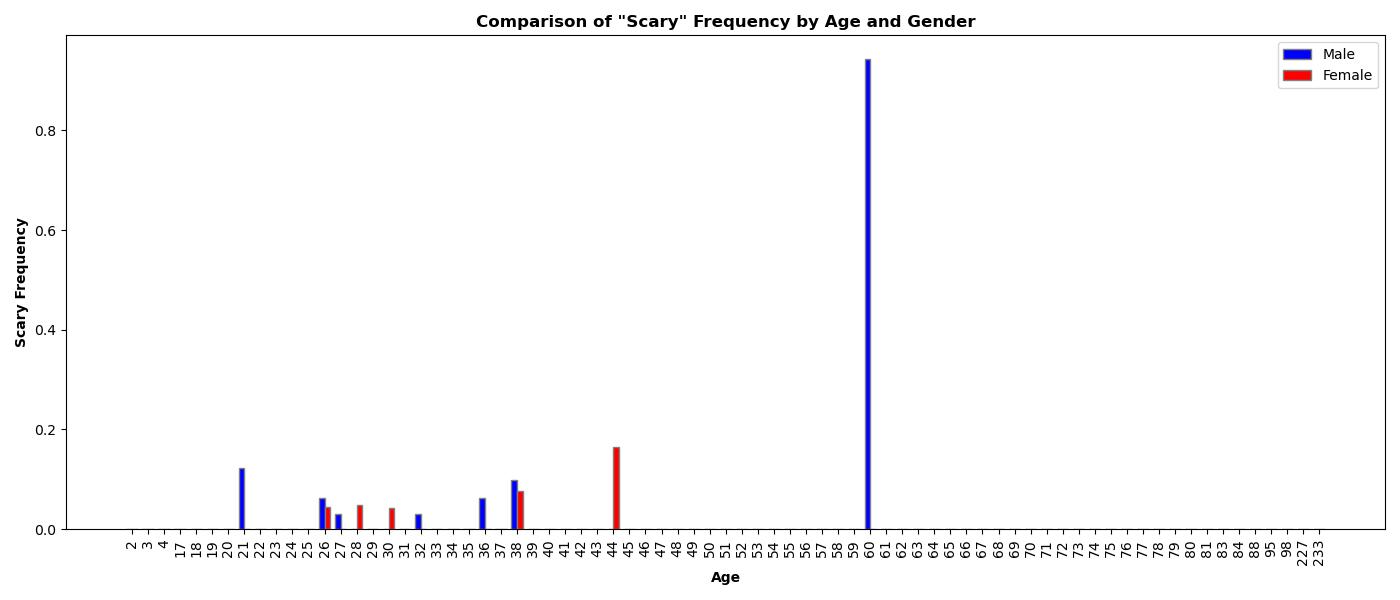 Comparison of "Scary" Frequency by Age and Gender
Male
Female
Scary Frequency
0.8
0.6
0.4
0.2
0.0
2 3 4 17 18 19 20 21 22 23 24 25 26 27 28 29 30 31 32 33 34 35 36 37 38 39 40 41 42 43 44 45 46 47 48 49 50 51 52 53 54 55 56 57 58 59 60 61 62 63 64 65 66 67 68 69 70 71 72 73 74 75 76 77 78 79 80 81 83 84 88 95 98 227 233
Age